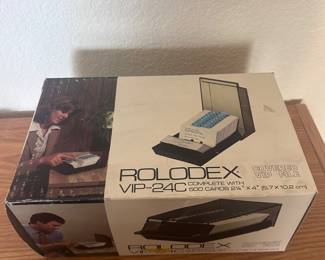 ROLODEX
VIP-24C COMPLETE WITH
500 CARDS 2¼" x 4" (5.7 x 10.2 cm)
COVERED
VIP FILE
ROLODEX